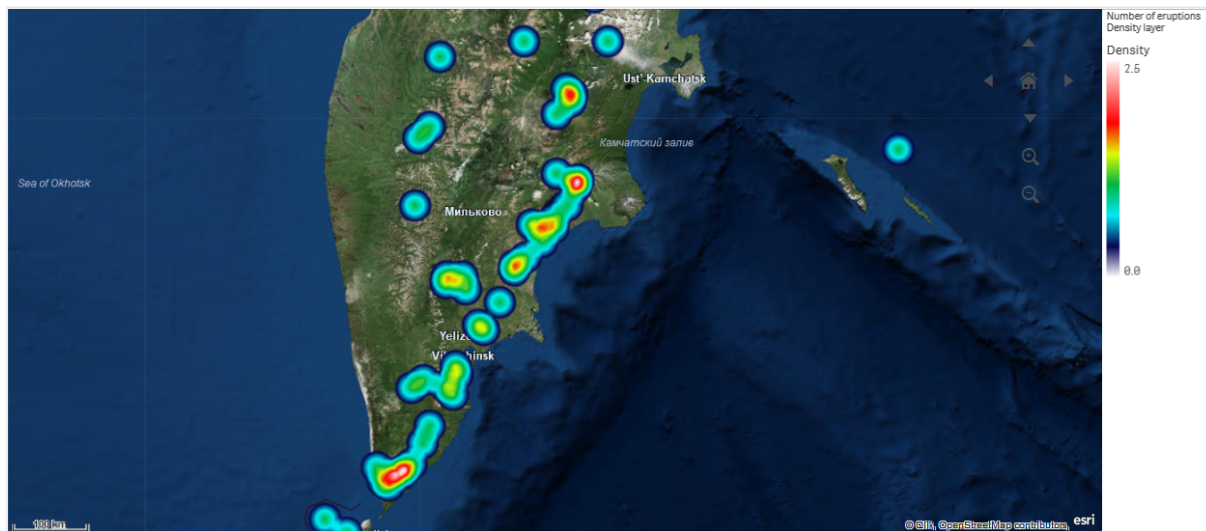 Number of eruptions
Density layer
Density
2.5
0.0
Ust'-Kamchatsk
Камчатский залив
Sea of Okhotsk
Мильково
100 km
© Qlik, OpenStreetMap contributors,
esri